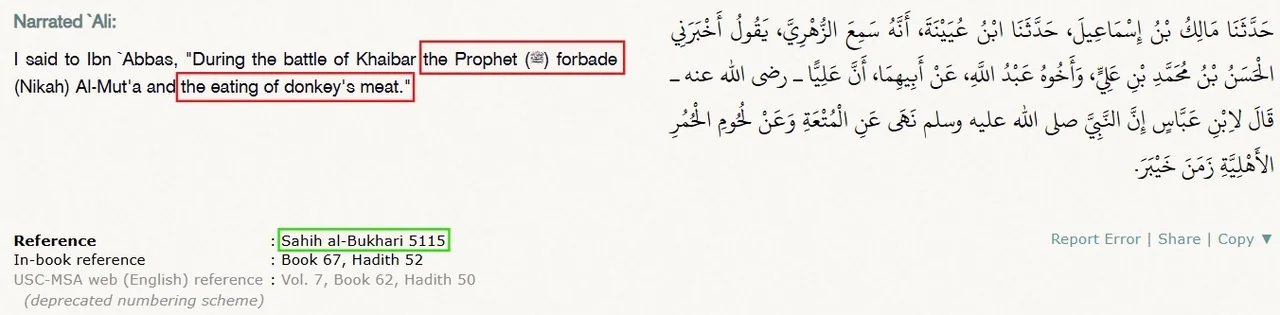 Narrated `Ali:
I said to Ibn `Abbas, "During the battle of Khaibar the Prophet (ﷺ) forbade
(Nikah) Al-Mut'a and the eating of donkey's meat."
حَدَّثَنَا مَالِكُ بْنُ إِسْمَاعِيلَ، حَدَّثَنَا ابْنُ عُيَيْنَةَ، أَنَّهُ سَمِعَ الزُّهْرِيَّ، يَقُولُ أَخْبَرَنِي
الْحَسَنُ بْنُ مُحَمَّدِ بْنِ عَلِيٍّ، وَأَخُوهُ عَبْدُ اللَّهِ، عَنْ أَبِيهِمَا، أَنَّ عَلِيًّا ـ رضى الله عنه ـ
قَالَ لاِبْنِ عَبَّاسٍ إِنَّ النَّبِيَّ صلى الله عليه وسلم نَهَى عَنِ الْمُتْعَةِ وَعَنْ لُحُومِ الْحُمُرِ
الأَهْلِيَّةِ زَمَنَ خَيْبَرَ‏.‏
Reference : Sahih al-Bukhari 5115
In-book reference : Book 67, Hadith 52
USC-MSA web (English) reference : Vol. 7, Book 62, Hadith 50
(deprecated numbering scheme)
Report Error | Share | Copy ▼